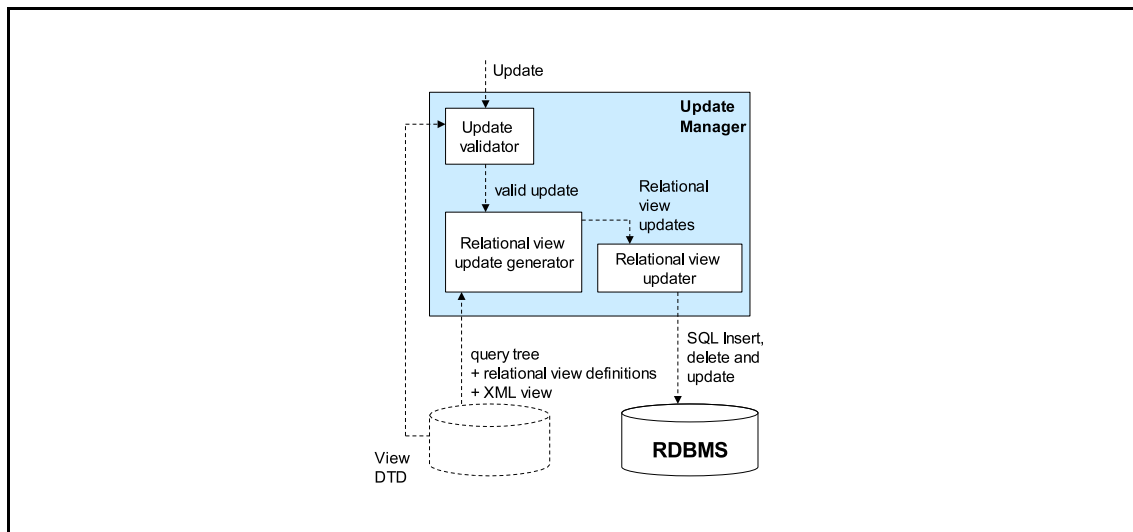 Update
Update
Manager
Update
validator
valid update
Relational
view
updates
Relational view
update generator
Relational view
updater
SQL Insert,
delete and
update
query tree
+ relational view definitions
+ XML view
RDBMS
View
DTD